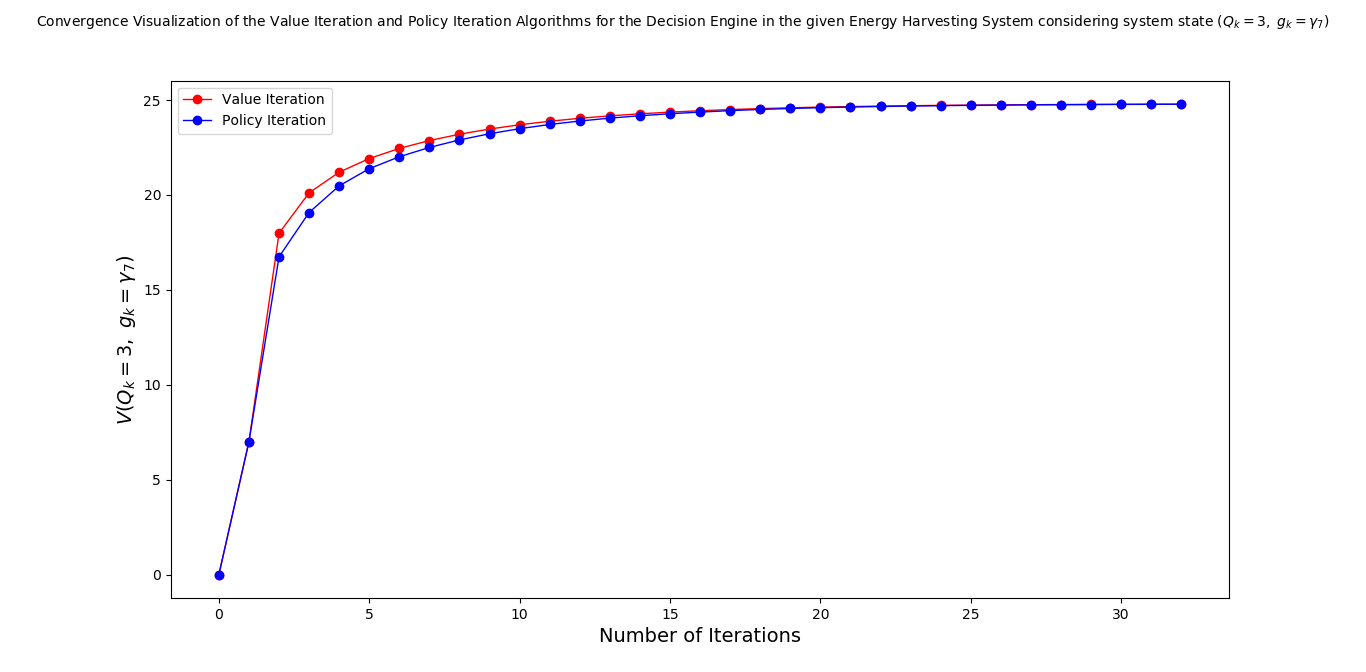 Convergence Visualization of the Value Iteration and Policy Iteration Algorithms for the Decision Engine in the given Energy Harvesting System considering system state (Qₖ = 3, gₖ = γ₇)
Value Iteration
Policy Iteration
25
20
15
10
5
0
V(Qₖ = 3, gₖ = γ₇)
0 5 10 15 20 25 30
Number of Iterations